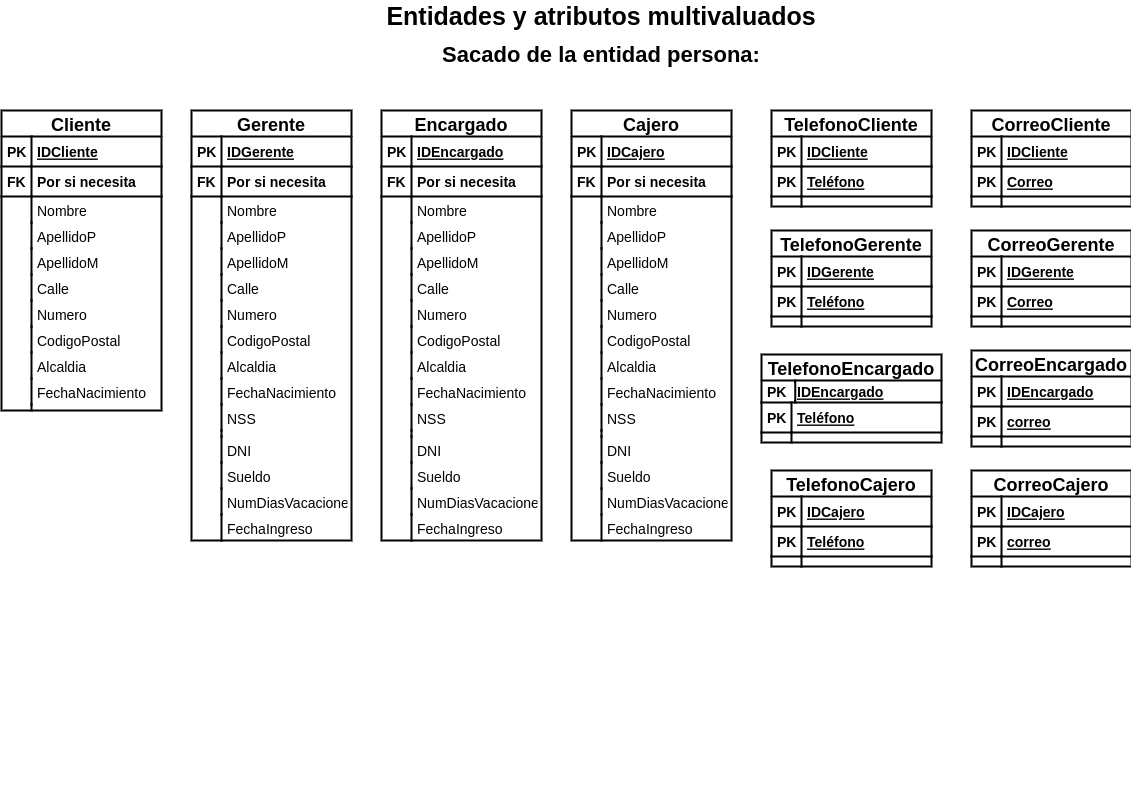 Entidades y atributos multivaluados
Sacado de la entidad persona:
Cliente
PK IDCliente
FK Por si necesita
Nombre
ApellidoP
ApellidoM
Calle
Numero
CodigoPostal
Alcaldia
FechaNacimiento
Gerente
PK IDGerente
FK Por si necesita
Nombre
ApellidoP
ApellidoM
Calle
Numero
CodigoPostal
Alcaldia
FechaNacimiento
NSS
DNI
Sueldo
NumDiasVacacione
FechaIngreso
Encargado
PK IDEncargado
FK Por si necesita
Nombre
ApellidoP
ApellidoM
Calle
Numero
CodigoPostal
Alcaldia
FechaNacimiento
NSS
DNI
Sueldo
NumDiasVacacione
FechaIngreso
Cajero
PK IDCajero
FK Por si necesita
Nombre
ApellidoP
ApellidoM
Calle
Numero
CodigoPostal
Alcaldia
FechaNacimiento
NSS
DNI
Sueldo
NumDiasVacacione
FechaIngreso
TelefonoCliente
PK IDCliente
PK Teléfono
TelefonoGerente
PK IDGerente
PK Teléfono
TelefonoEncargado
PK IDEncargado
PK Teléfono
TelefonoCajero
PK IDCajero
PK Teléfono
CorreoCliente
PK IDCliente
PK Correo
CorreoGerente
PK IDGerente
PK Correo
CorreoEncargado
PK IDEncargado
PK correo
CorreoCajero
PK IDCajero
PK correo